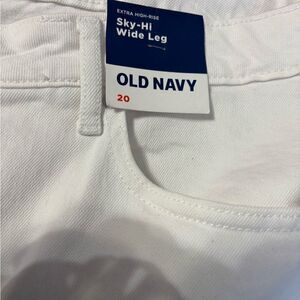 EXTRA HIGH-RISE
Sky-Hi
Wide Leg
OLD NAVY
20